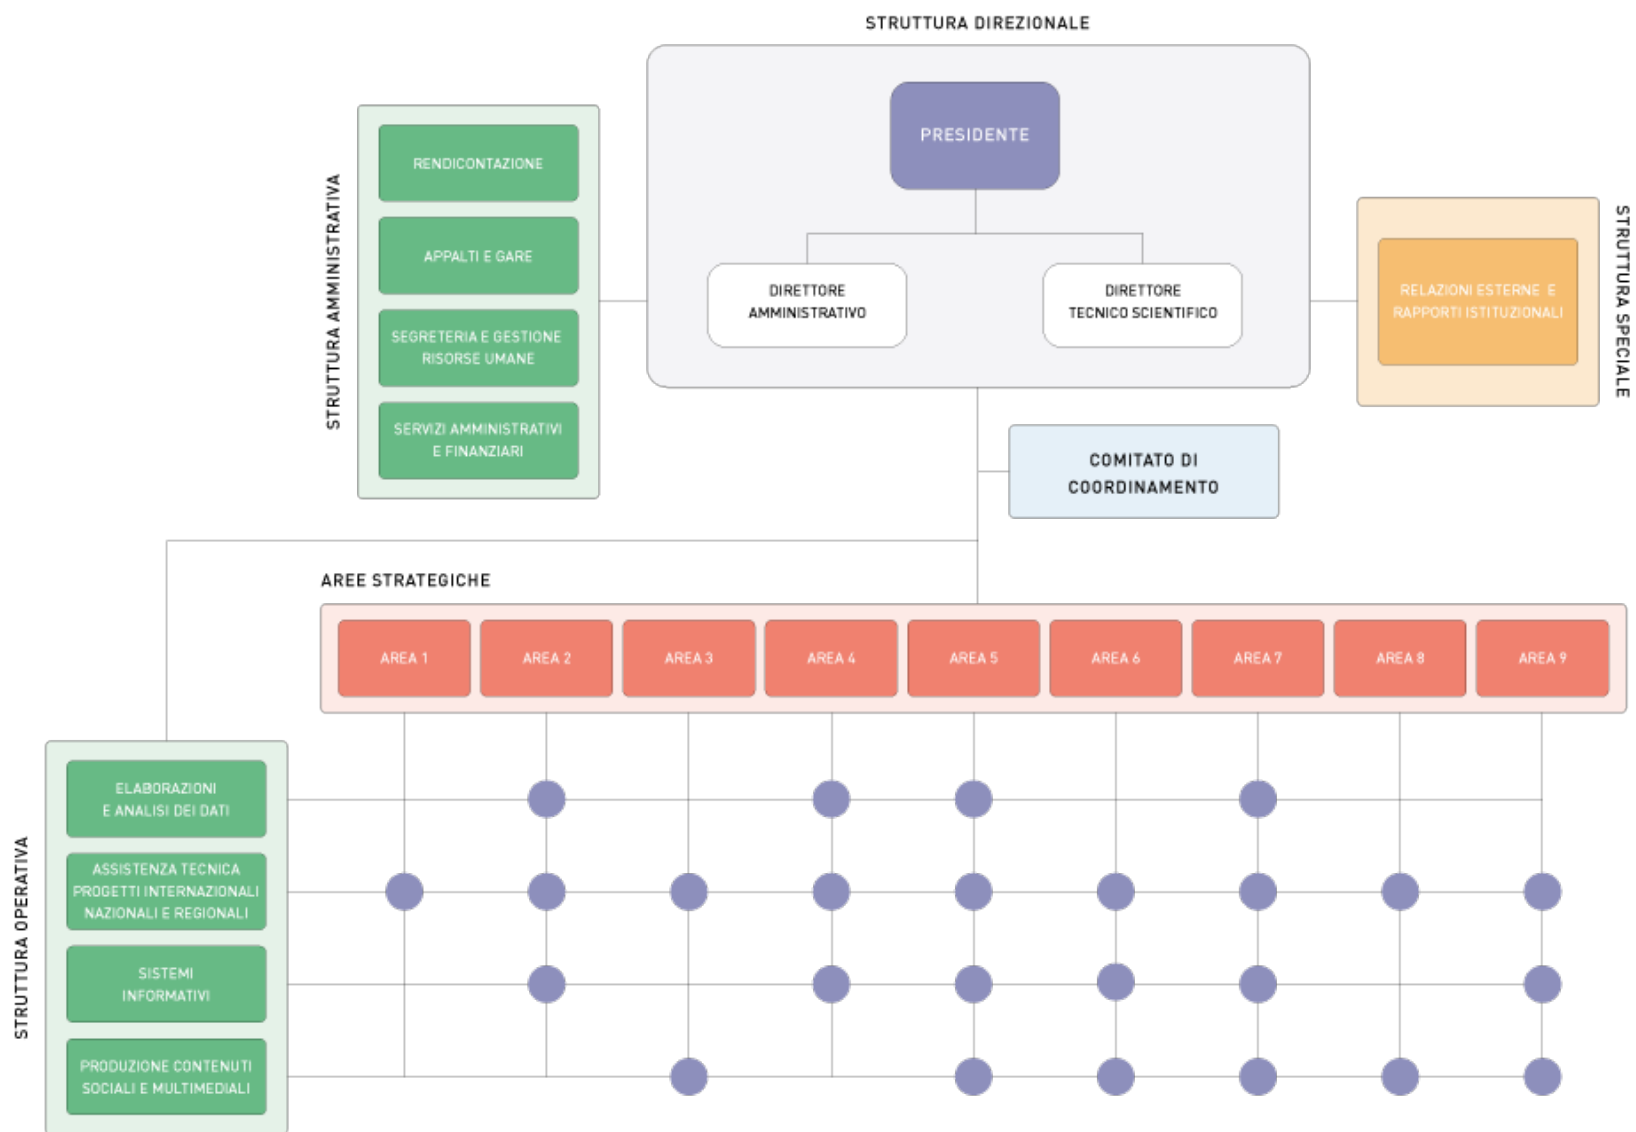 STRUTTURA DIREZIONALE
PRESIDENTE
DIRETTORE
AMMINISTRATIVO
DIRETTORE
TECNICO SCIENTIFICO
STRUTTURA AMMINISTRATIVA
RENDICONTAZIONE
APPALTI E GARE
SEGRETERIA E GESTIONE
RISORSE UMANE
SERVIZI AMMINISTRATIVI
E FINANZIARI
STRUTTURA SPECIALE
RELAZIONI ESTERNE E
RAPPORTI ISTITUZIONALI
COMITATO DI
COORDINAMENTO
AREE STRATEGICHE
AREA 1
AREA 2
AREA 3
AREA 4
AREA 5
AREA 6
AREA 7
AREA 8
AREA 9
STRUTTURA OPERATIVA
ELABORAZIONI
E ANALISI DEI DATI
ASSISTENZA TECNICA
PROGETTI INTERNAZIONALI
NAZIONALI E REGIONALI
SISTEMI
INFORMATIVI
PRODUZIONE CONTENUTI
SOCIALI E MULTIMEDIALI